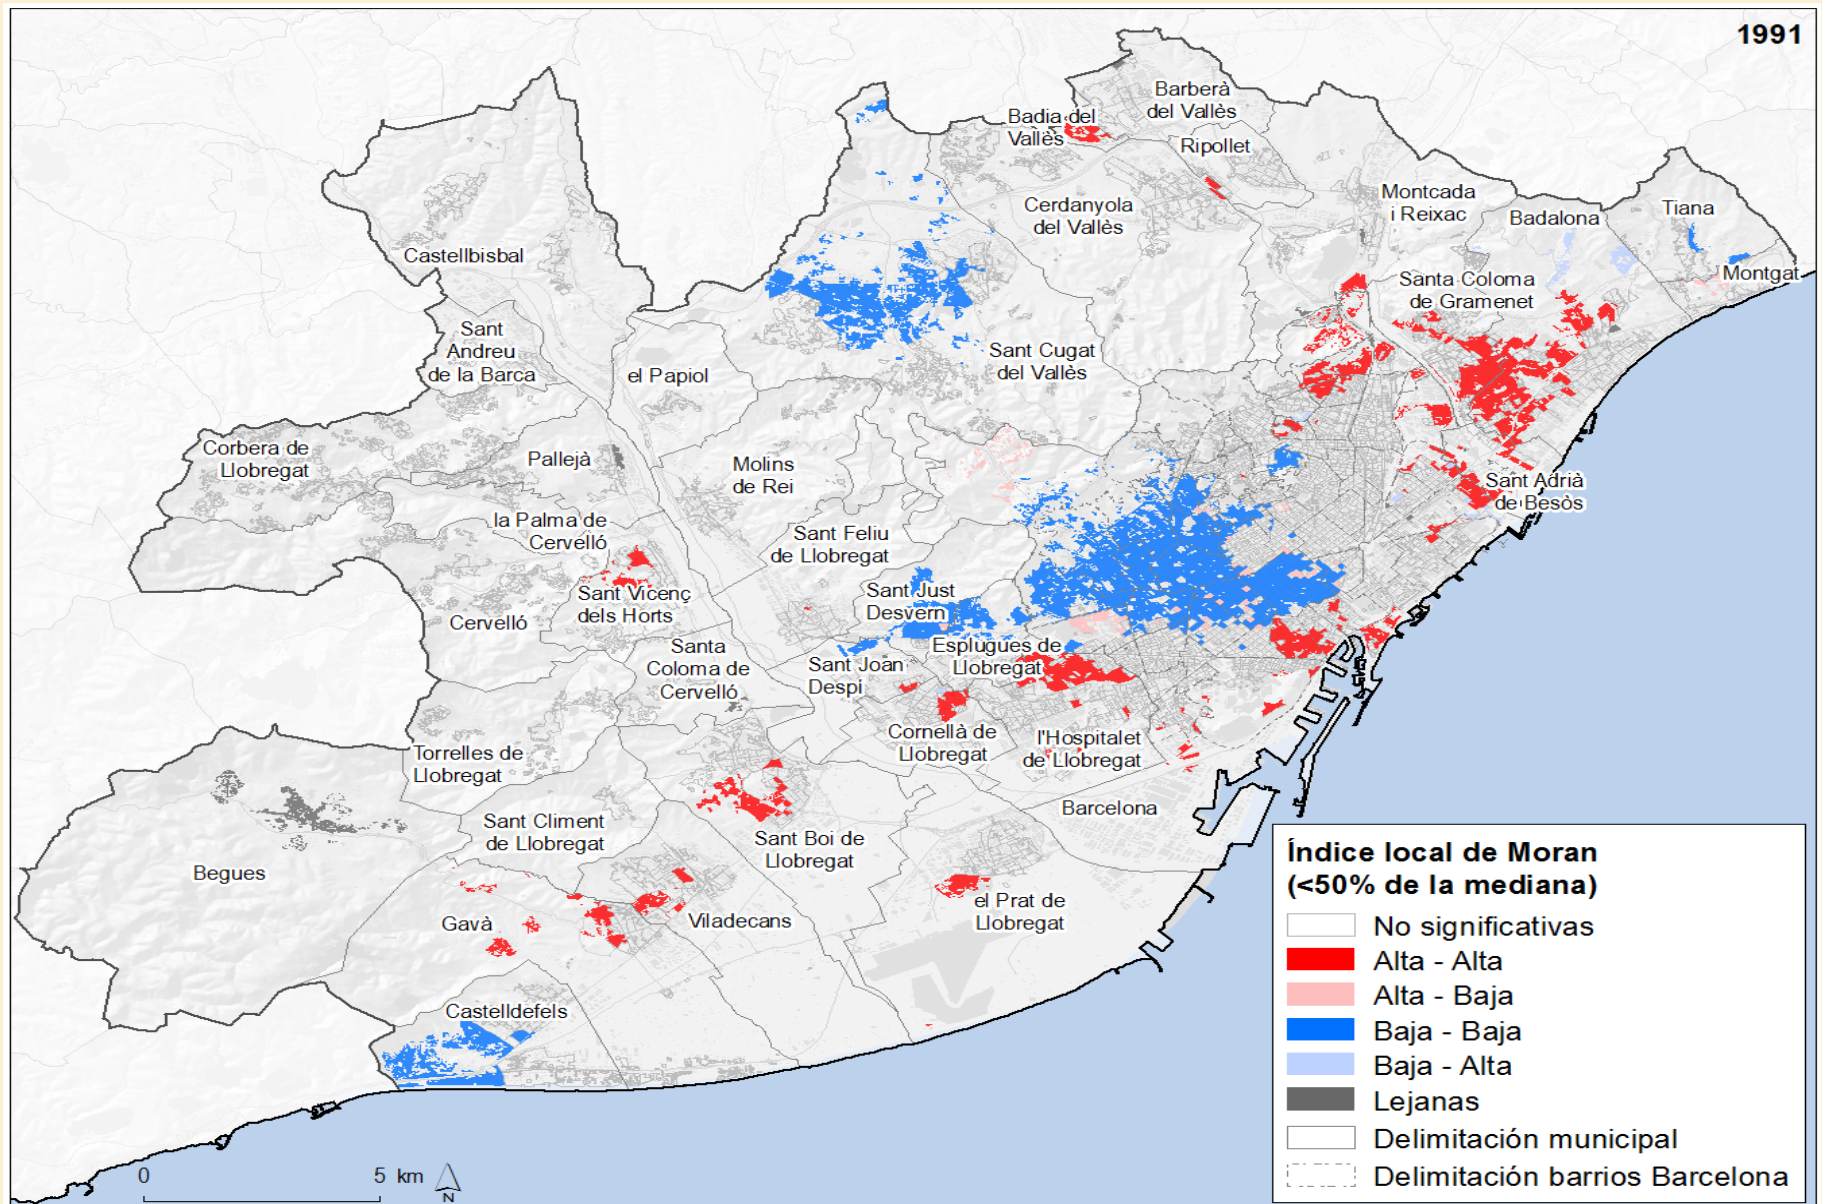 1991
Barberà
del Vallès
Badia del
Vallès
Ripollet
Montcada
i Reixac
Cerdanyola
del Vallès
Badalona
Tiana
Castellbisbal
Montgat
Santa Coloma
de Gramenet
Sant
Andreu
de la Barca
el Papiol
Sant Cugat
del Vallès
Corbera de
Llobregat
Pallejà
Molins
de Rei
Sant Adrià
de Besòs
la Palma de
Cervelló
Sant Feliu
de Llobregat
Sant Vicenç
dels Horts
Sant Just
Desvern
Cervelló
Santa
Coloma de
Cervelló
Esplugues de
Llobregat
Sant Joan
Despí
Cornellà de
Llobregat
l'Hospitalet
de Llobregat
Torrelles de
Llobregat
Barcelona
Sant Climent
de Llobregat
Sant Boi de
Llobregat
Begues
Gavà
Viladecans
el Prat de
Llobregat
Castelldefels
Índice local de Moran
(<50% de la mediana)
No significativas
Alta - Alta
Alta - Baja
Baja - Baja
Baja - Alta
Lejanas
Delimitación municipal
Delimitación barrios Barcelona
0 5 km
N